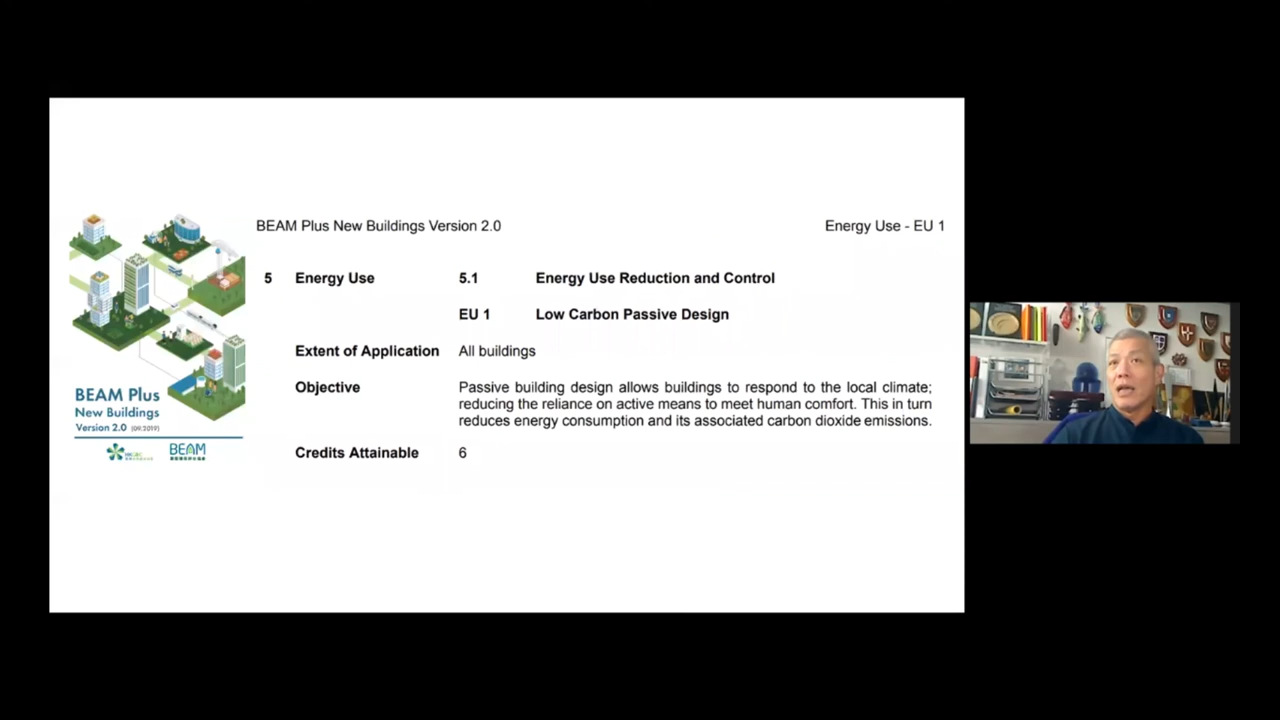 BEAM Plus New Buildings Version 2.0 Energy Use - EU 1
5 Energy Use 5.1 Energy Use Reduction and Control
EU 1 Low Carbon Passive Design
Extent of Application All buildings
Objective Passive building design allows buildings to respond to the local climate;
reducing the reliance on active means to meet human comfort. This in turn
reduces energy consumption and its associated carbon dioxide emissions.
Credits Attainable 6
BEAM Plus
New Buildings
Version 2.0 (09.2019)
BEAM